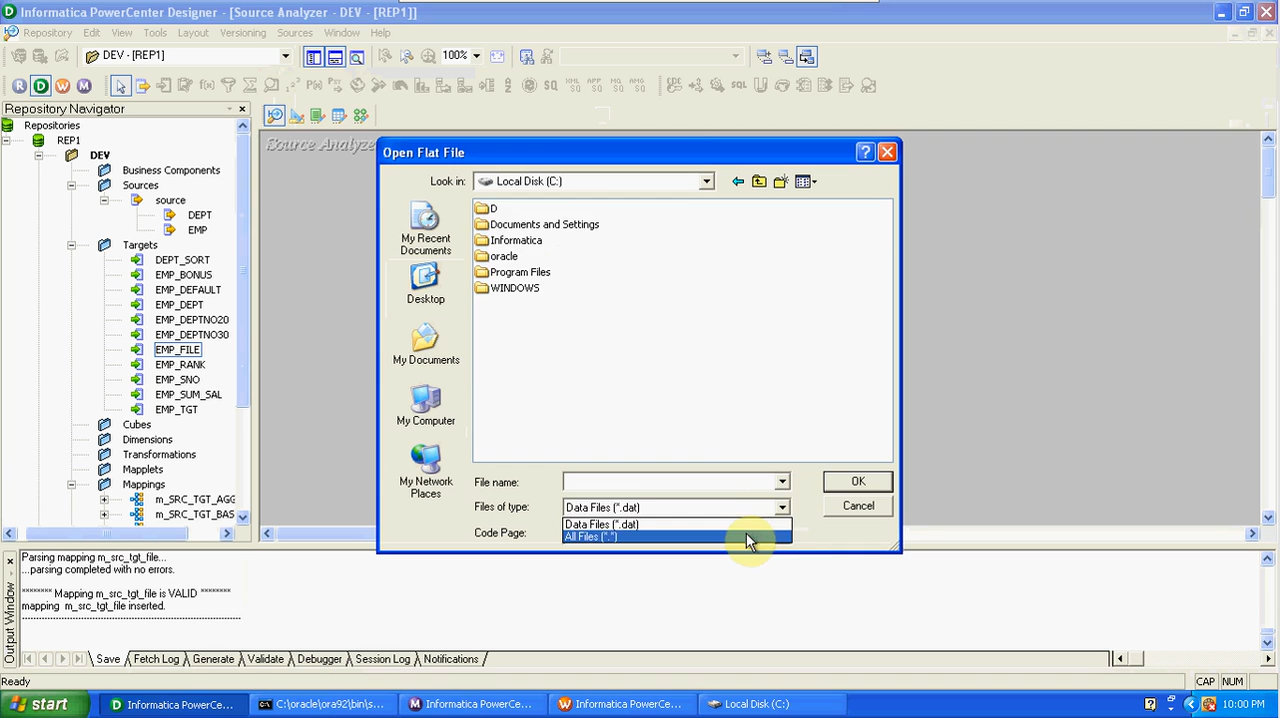 Informatica PowerCenter Designer - [Source Analyzer - DEV - [REP1]]
Repository Edit View Tools Layout Versioning Sources Window Help
DEV - [REP1] 100%
R D W M
Repository Navigator
Repositories
REP1
DEV
Business Components
Sources
source
DEPT
EMP
Targets
DEPT_SORT
EMP_BONUS
EMP_DEFAULT
EMP_DEPT
EMP_DEPTNO20
EMP_DEPTNO30
EMP_FILE
EMP_RANK
EMP_SNO
EMP_SUM_SAL
EMP_TGT
Cubes
Dimensions
Transformations
Mapplets
Mappings
m_SRC_TGT_AGG
m_SRC_TGT_BAS
Source Analyze
Open Flat File
Look in: Local Disk (C:)
My Recent Documents
Desktop
My Documents
My Computer
My Network Places
D
Documents and Settings
Informatica
oracle
Program Files
WINDOWS
File name: OK
Files of type: Data Files (*.dat) Cancel
Data Files (*.dat)
Code Page: All Files (*.*)
Output Window
Parsing mapping m_src_tgt_file...
...parsing completed with no errors.
******** Mapping m_src_tgt_file is VALID ********
mapping m_src_tgt_file inserted.
Save Fetch Log Generate Validate Debugger Session Log Notifications
Ready CAP NUM
start Informatica PowerCe... C:\oracle\ora92\bin\s... Informatica PowerCent... Informatica PowerCent... Local Disk (C:) 10:00 PM